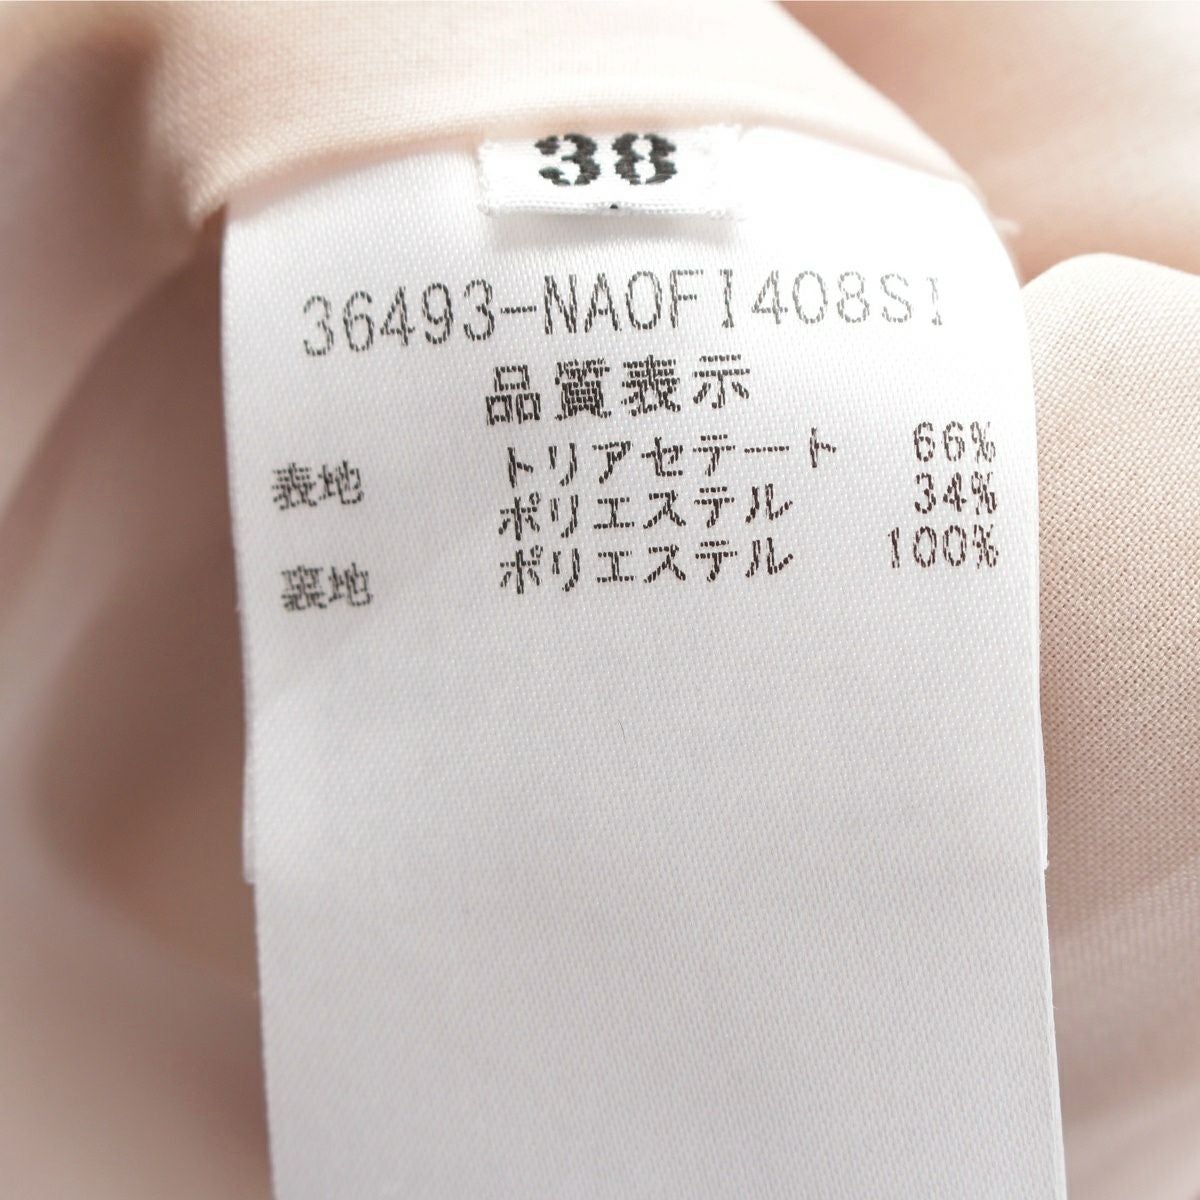 38
36493-NAOFI408SI
品質表示
表地 トリアセテート 66%
ポリエステル 34%
裏地 ポリエステル 100%